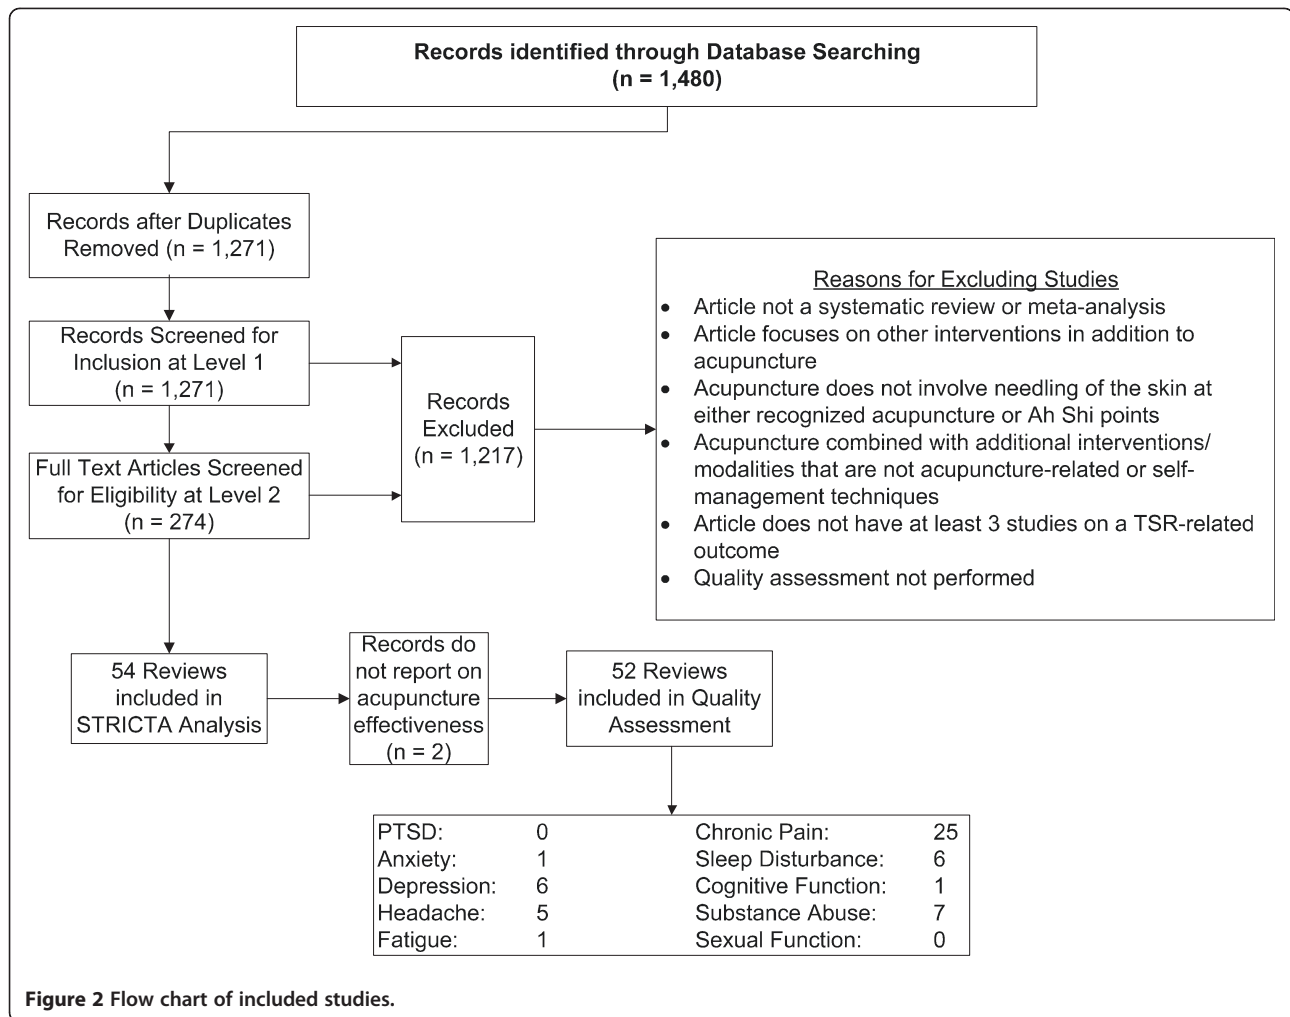 Records identified through Database Searching
(n = 1,480)
Records after Duplicates
Removed (n = 1,271)
Records Screened for
Inclusion at Level 1
(n = 1,271)
Full Text Articles Screened
for Eligibility at Level 2
(n = 274)
Records
Excluded
(n = 1,217)
Reasons for Excluding Studies
• Article not a systematic review or meta-analysis
• Article focuses on other interventions in addition to
acupuncture
• Acupuncture does not involve needling of the skin at
either recognized acupuncture or Ah Shi points
• Acupuncture combined with additional interventions/
modalities that are not acupuncture-related or self-
management techniques
• Article does not have at least 3 studies on a TSR-related
outcome
• Quality assessment not performed
54 Reviews
included in
STRICTA Analysis
Records do
not report on
acupuncture
effectiveness
(n = 2)
52 Reviews
included in Quality
Assessment
PTSD: 0 Chronic Pain: 25
Anxiety: 1 Sleep Disturbance: 6
Depression: 6 Cognitive Function: 1
Headache: 5 Substance Abuse: 7
Fatigue: 1 Sexual Function: 0
Figure 2 Flow chart of included studies.